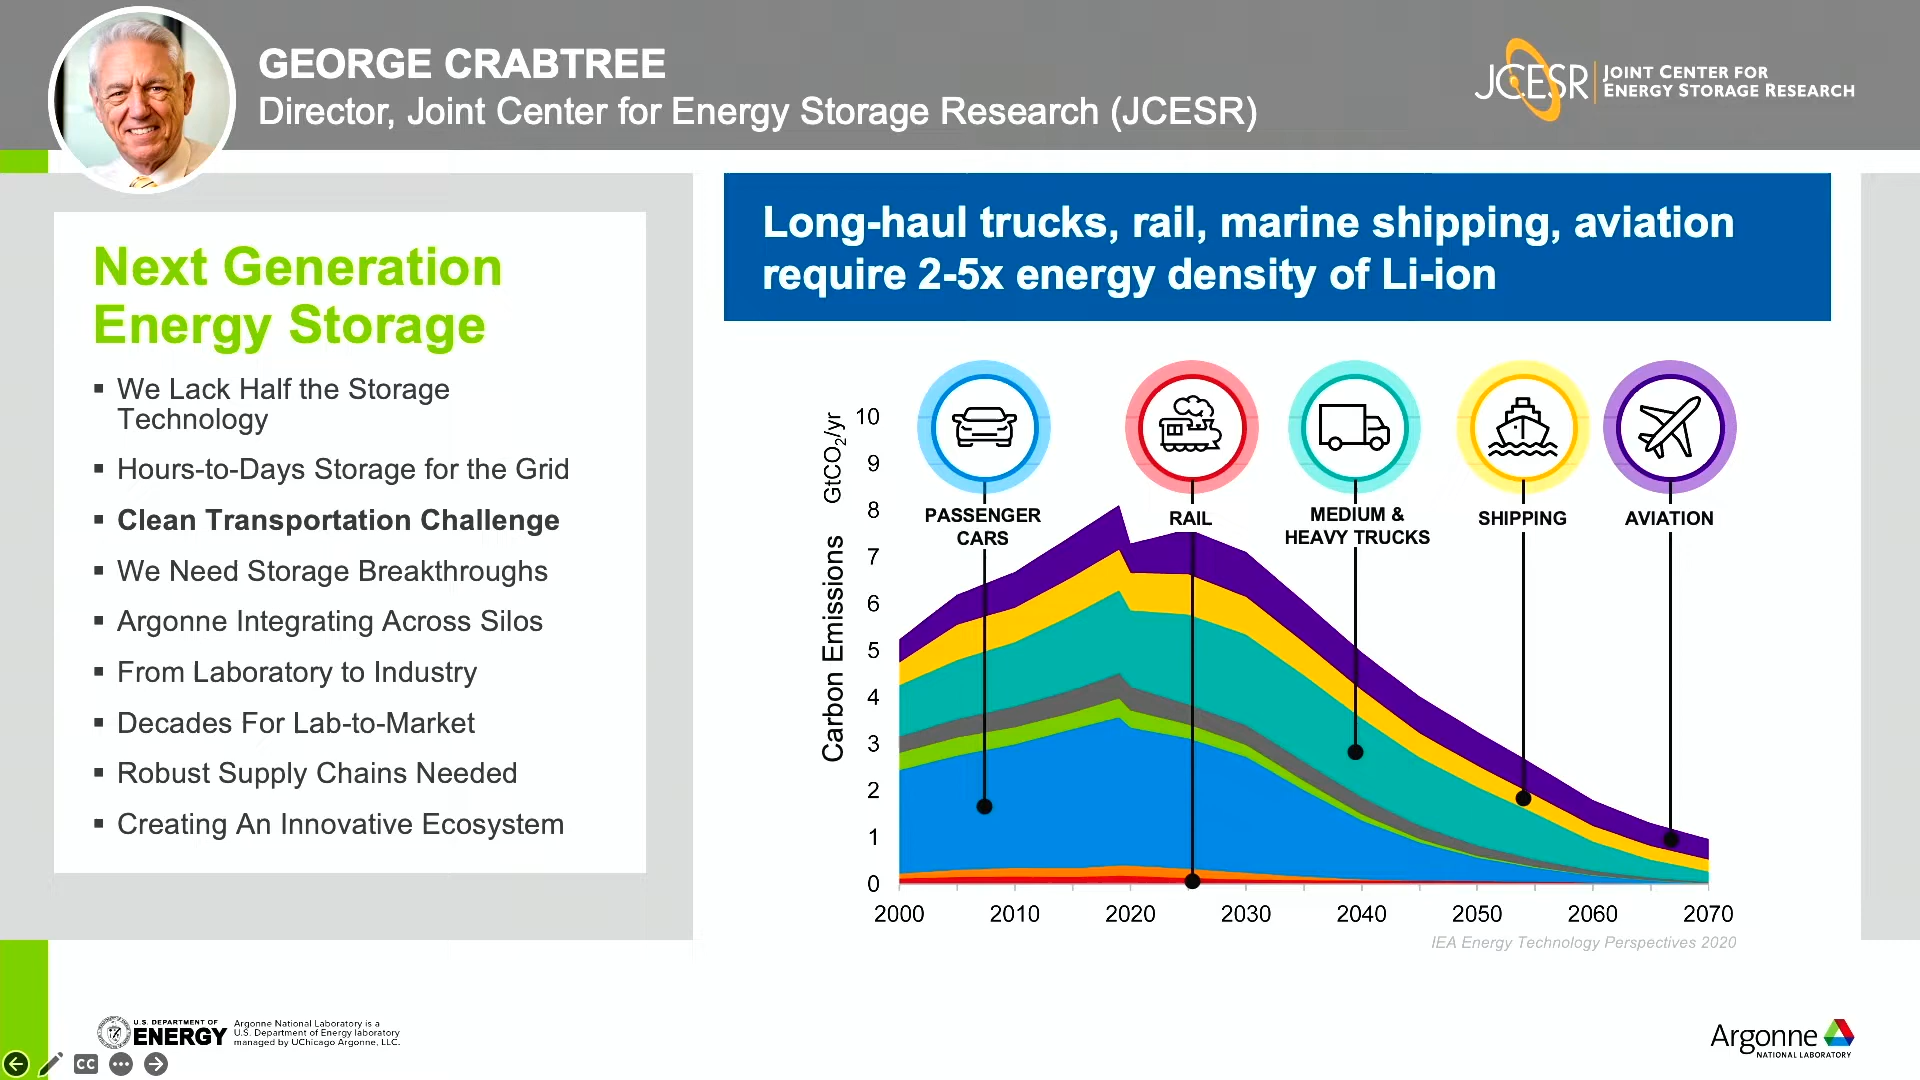 GEORGE CRABTREE
Director, Joint Center for Energy Storage Research (JCESR)
JCESR
JOINT CENTER FOR
ENERGY STORAGE RESEARCH
Next Generation
Energy Storage
▪ We Lack Half the Storage
Technology
▪ Hours-to-Days Storage for the Grid
▪ Clean Transportation Challenge
▪ We Need Storage Breakthroughs
▪ Argonne Integrating Across Silos
▪ From Laboratory to Industry
▪ Decades For Lab-to-Market
▪ Robust Supply Chains Needed
▪ Creating An Innovative Ecosystem
Long-haul trucks, rail, marine shipping, aviation
require 2-5x energy density of Li-ion
Carbon Emissions GtCO₂/yr
10
9
8
7
6
5
4
3
2
1
0
PASSENGER
CARS
RAIL
MEDIUM &
HEAVY TRUCKS
SHIPPING
AVIATION
2000 2010 2020 2030 2040 2050 2060 2070
IEA Energy Technology Perspectives 2020
U.S. DEPARTMENT OF
ENERGY
Argonne National Laboratory is a
U.S. Department of Energy laboratory
managed by UChicago Argonne, LLC.
CC
Argonne
NATIONAL LABORATORY